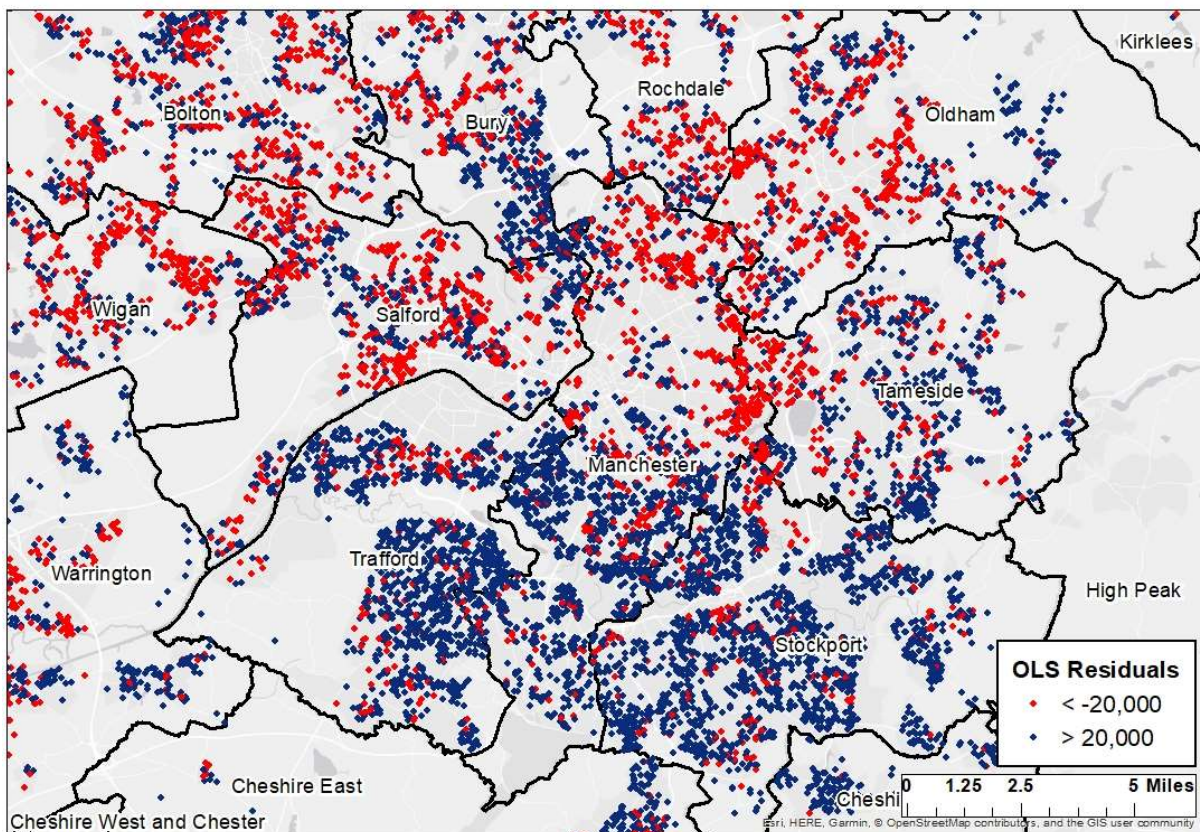 Kirklees
Rochdale
Bolton
Bury
Oldham
Wigan
Salford
Tameside
Manchester
Trafford
Warrington
High Peak
Stockport
OLS Residuals
< -20,000
> 20,000
Cheshire East
Cheshi
0 1.25 2.5 5 Miles
Cheshire West and Chester
Esri, HERE, Garmin, © OpenStreetMap contributors, and the GIS user community